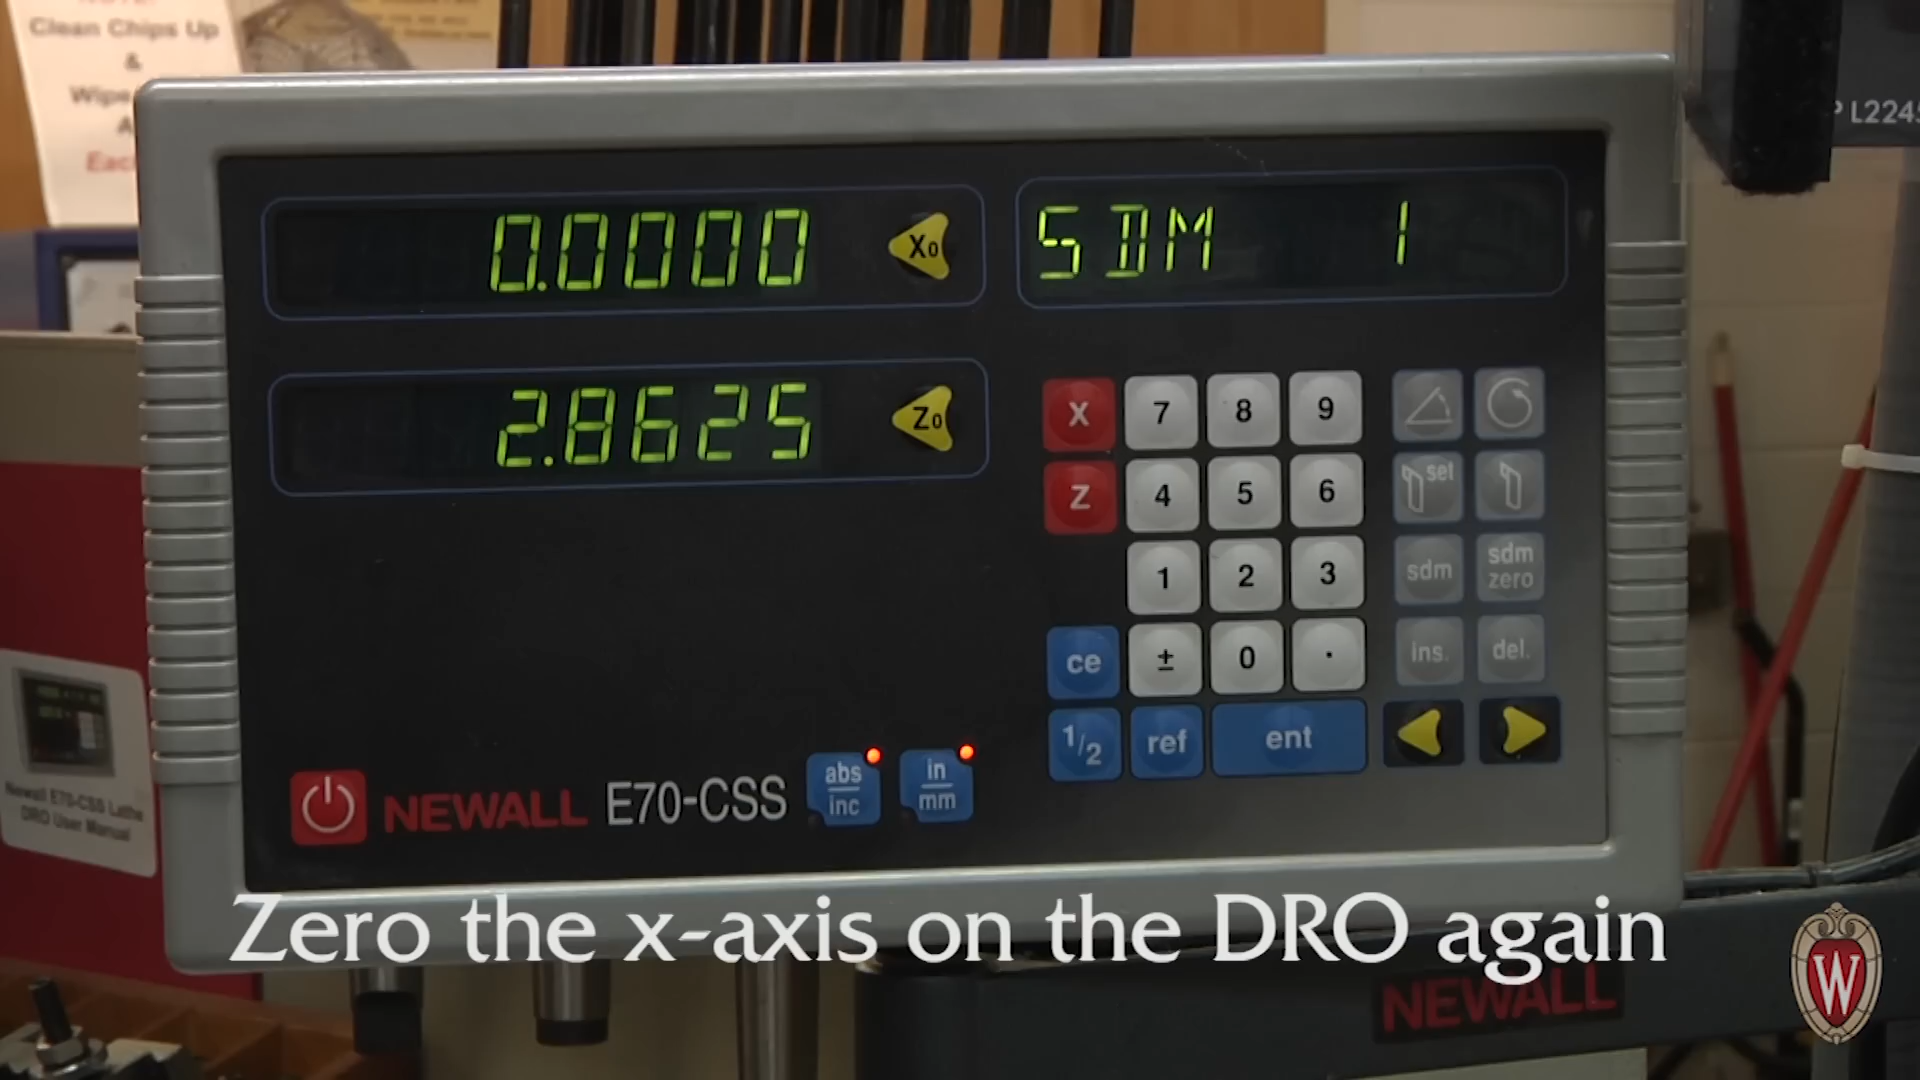 NOTE:
Clean Chips Up
&
Wipe
Each
P L2245
0.0000
X0
SDM 1
2.8625
Z0
X 7 8 9
Z 4 5 6 set
1 2 3 sdm sdm zero
ce ± 0 . ins. del.
1/2 ref ent
NEWALL E70-CSS abs inc in mm
Newall E70-CSS Lathe
DRO User Manual
Zero the x-axis on the DRO again
NEWALL
W